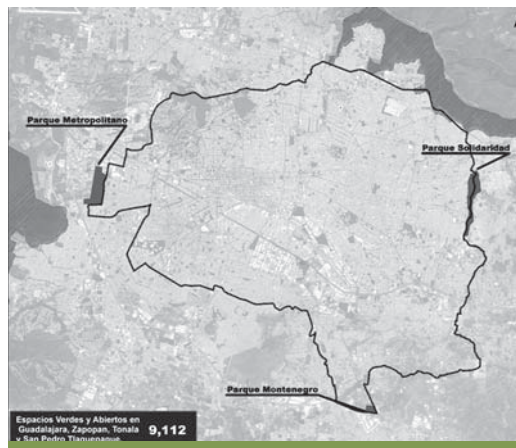 Parque Metropolitano
Parque Solidaridad
Parque Montenegro
Espacios Verdes y Abiertos en
Guadalajara, Zapopan, Tonala
y San Pedro Tlaquepaque
9,112